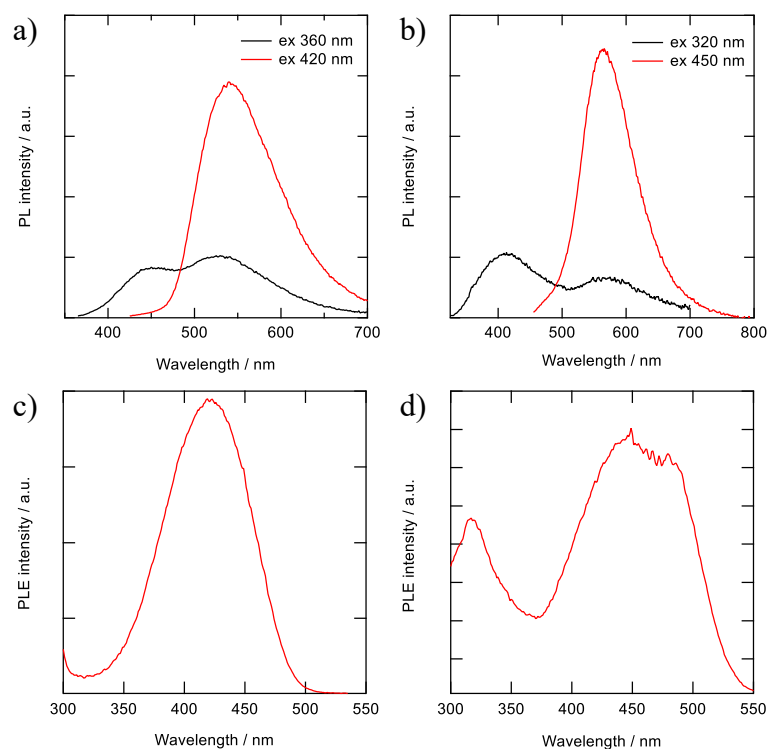 a)
ex 360 nm
ex 420 nm
PL intensity / a.u.
400 500 600 700
Wavelength / nm
b)
ex 320 nm
ex 450 nm
PL intensity / a.u.
400 500 600 700 800
Wavelength / nm
c)
PLE intensity / a.u.
300 350 400 450 500 550
Wavelength / nm
d)
PLE intensity / a.u.
300 350 400 450 500 550
Wavelength / nm